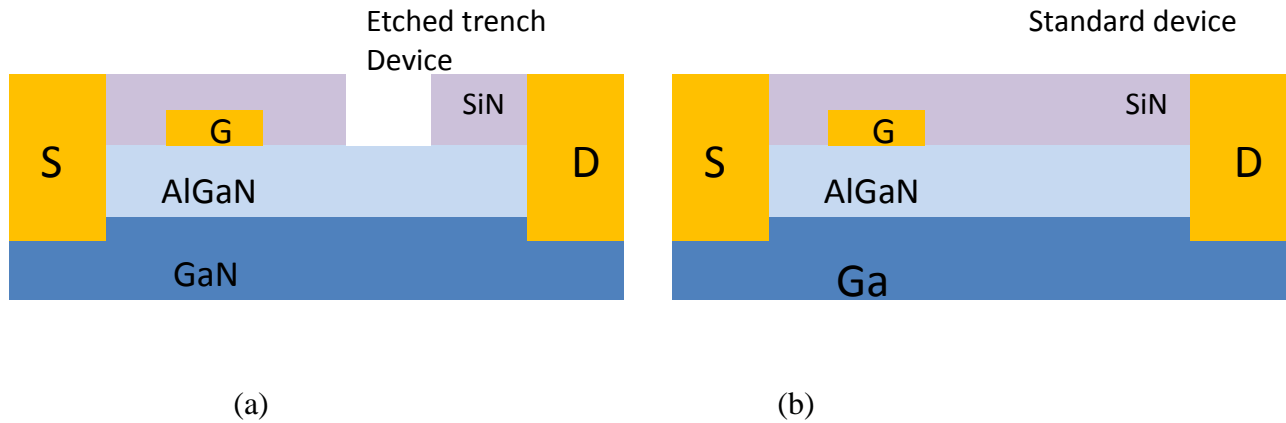 Etched trench
Device
S
G
SiN
D
AlGaN
GaN
(a)
Standard device
S
G
SiN
D
AlGaN
Ga
(b)